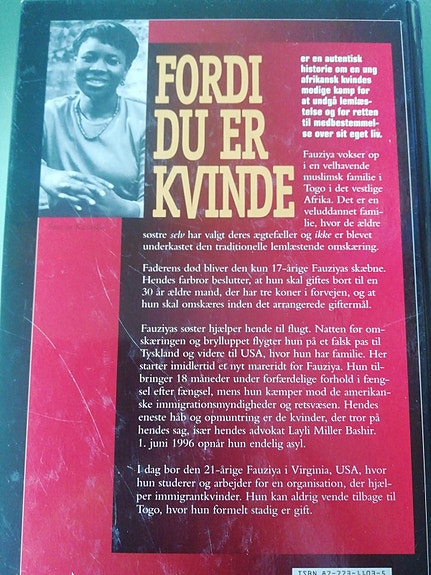 FORDI
DU ER
KVINDE
er en autentisk
historie om en ung
afrikansk kvindes
modige kamp for
at undgå lemlæs-
telse og for retten
til medbestemmel-
se over sit eget liv.
Fauziya vokser op
i en velhavende
muslimsk familie i
Togo i det vestlige
Afrika. Det er en
veluddannet fami-
lie, hvor de ældre
søstre selv har valgt deres ægtefæller og ikke er blevet
underkastet den traditionelle lemlæstende omskæring.
Faderens død bliver den kun 17-årige Fauziyas skæbne.
Hendes farbror beslutter, at hun skal giftes bort til en
30 år ældre mand, der har tre koner i forvejen, og at
hun skal omskæres inden det arrangerede giftermål.
Fauziyas søster hjælper hende til flugt. Natten før om-
skæringen og brylluppet flygter hun på et falsk pas til
Tyskland og videre til USA, hvor hun har familie. Her
starter imidlertid et nyt mareridt for Fauziya. Hun til-
bringer 18 måneder under forfærdelige forhold i fæng-
sel efter fængsel, mens hun kæmper mod de amerikan-
ske immigrationsmyndigheder og retsvæsen. Hendes
eneste håb og opmuntring er de kvinder, der tror på
hendes sag, især hendes advokat Layli Miller Bashir.
1. juni 1996 opnår hun endelig asyl.
I dag bor den 21-årige Fauziya i Virginia, USA, hvor
hun studerer og arbejder for en organisation, der hjæl-
per immigrantkvinder. Hun kan aldrig vende tilbage til
Togo, hvor hun formelt stadig er gift.
ISBN 87-223-1103-5